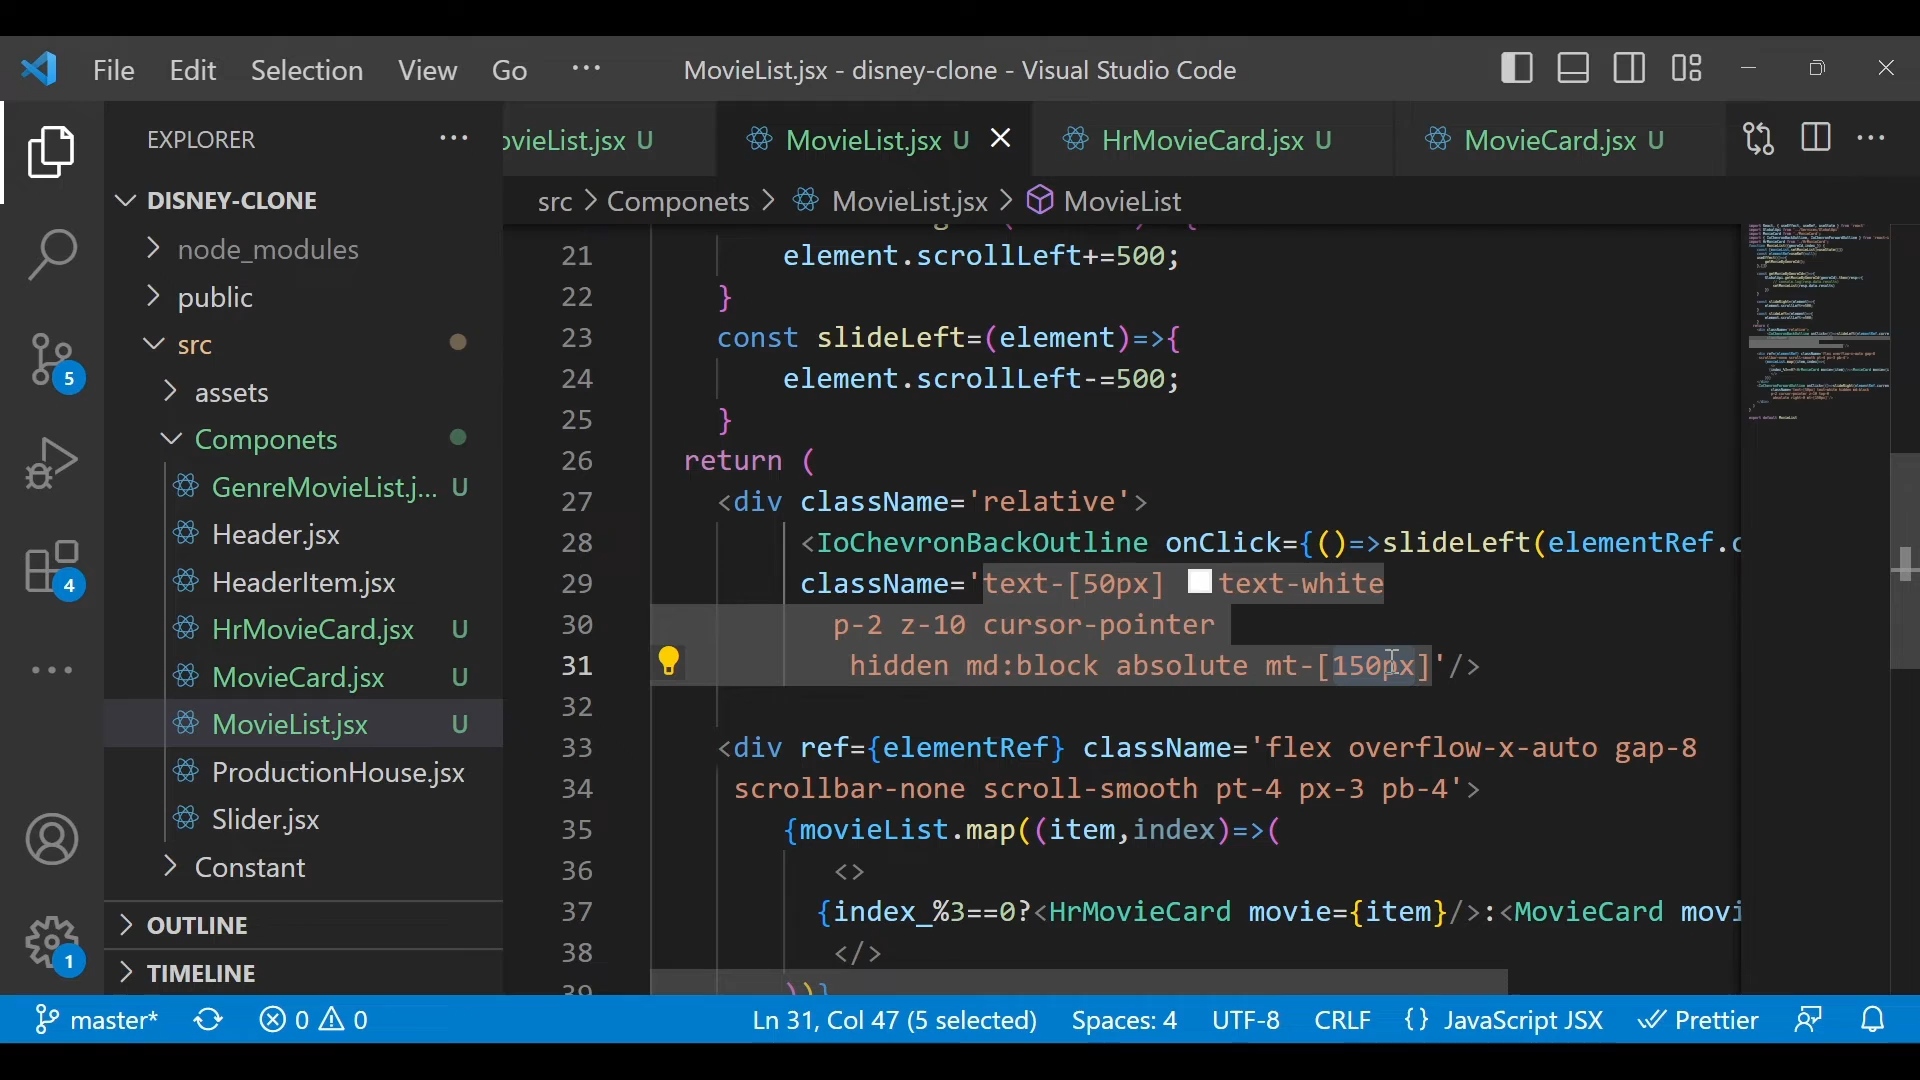 File Edit Selection View Go ... MovieList.jsx - disney-clone - Visual Studio Code
EXPLORER ...
ovieList.jsx U MovieList.jsx U HrMovieCard.jsx U MovieCard.jsx U ...
DISNEY-CLONE
src > Componets > MovieList.jsx > MovieList
node_modules
public
src
assets
Componets
GenreMovieList.j... U
Header.jsx
HeaderItem.jsx
HrMovieCard.jsx U
MovieCard.jsx U
MovieList.jsx U
ProductionHouse.jsx
Slider.jsx
Constant
OUTLINE
TIMELINE
5
4
1
21 element.scrollLeft+=500;
22 }
23 const slideLeft=(element)=>{
24 element.scrollLeft-=500;
25 }
26 return (
27 <div className='relative'>
28 <IoChevronBackOutline onClick={()=>slideLeft(elementRef.c
29 className='text-[50px] text-white
30 p-2 z-10 cursor-pointer
31 hidden md:block absolute mt-[150px]'/>
32
33 <div ref={elementRef} className='flex overflow-x-auto gap-8
34 scrollbar-none scroll-smooth pt-4 px-3 pb-4'>
35 {movieList.map((item,index)=>(
36 <>
37 {index_%3==0?<HrMovieCard movie={item}/>:<MovieCard movi
38 </>
39 ))}
master* 0 0 Ln 31, Col 47 (5 selected) Spaces: 4 UTF-8 CRLF {} JavaScript JSX Prettier